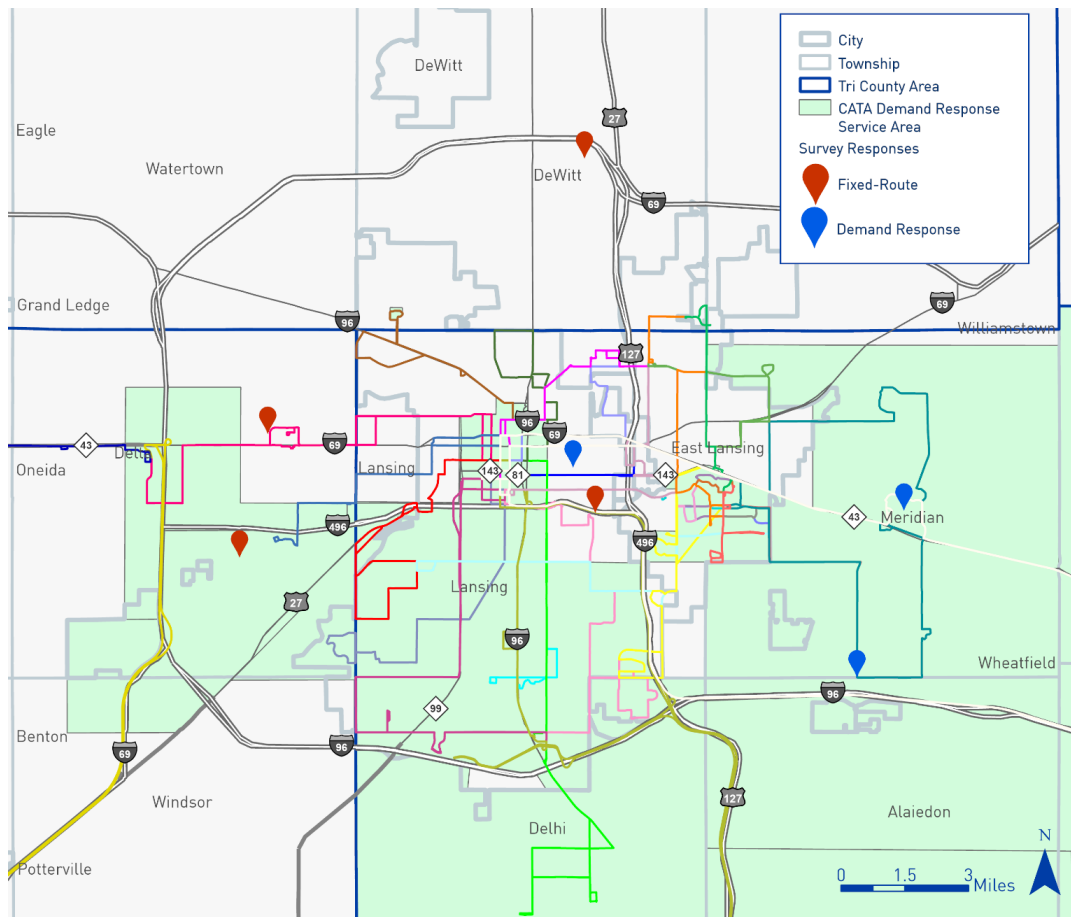 City
Township
Tri County Area
CATA Demand Response
Service Area
Survey Responses
Fixed-Route
Demand Response
DeWitt
27
Eagle
Watertown
DeWitt
69
Grand Ledge
69
96
Williamstown
127
96
69
43
69
East Lansing
Oneida
Delta
Lansing
143
81
143
Meridian
43
496
496
Lansing
27
96
Wheatfield
96
99
Benton
69
96
Windsor
127
Alaiedon
Delhi
N
Potterville
0 1.5 3
Miles